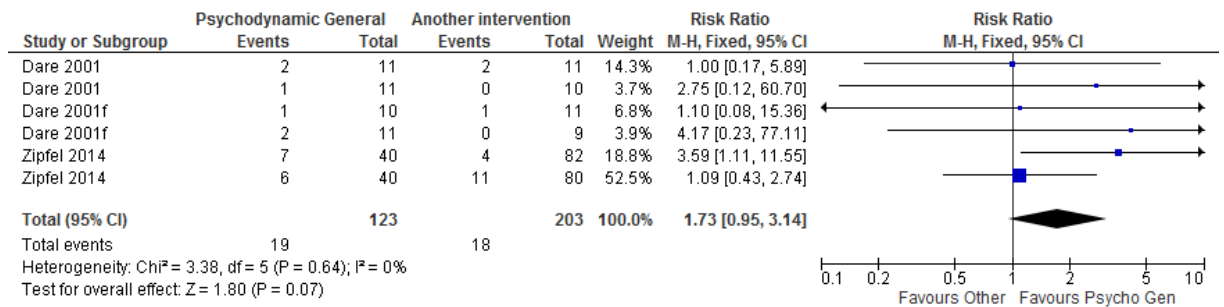 Psychodynamic General Another intervention Risk Ratio Risk Ratio
Study or Subgroup Events Total Events Total Weight M-H, Fixed, 95% CI M-H, Fixed, 95% CI
Dare 2001 2 11 2 11 14.3% 1.00 [0.17, 5.89]
Dare 2001 1 11 0 10 3.7% 2.75 [0.12, 60.70]
Dare 2001f 1 10 1 11 6.8% 1.10 [0.08, 15.36]
Dare 2001f 2 11 0 9 3.9% 4.17 [0.23, 77.11]
Zipfel 2014 7 40 4 82 18.8% 3.59 [1.11, 11.55]
Zipfel 2014 6 40 11 80 52.5% 1.09 [0.43, 2.74]
Total (95% CI) 123 203 100.0% 1.73 [0.95, 3.14]
Total events 19 18
Heterogeneity: Chi² = 3.38, df = 5 (P = 0.64); I² = 0%
Test for overall effect: Z = 1.80 (P = 0.07)
0.1 0.2 0.5 1 2 5 10
Favours Other Favours Psycho Gen